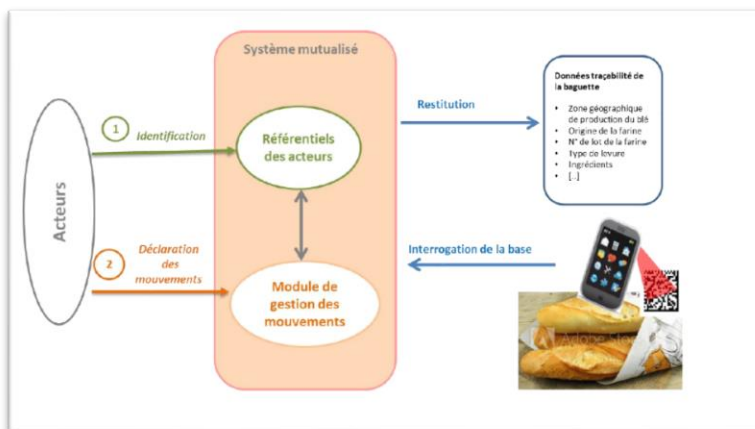 Système mutualisé
Acteurs
1
Identification
Référentiels
des acteurs
2
Déclaration
des
mouvements
Module de
gestion des
mouvements
Restitution
Données traçabilité de
la baguette
• Zone géographique
de production du blé
• Origine de la farine
• N° de lot de la farine
• Type de levure
• Ingrédients
• [..]
Interrogation de la base